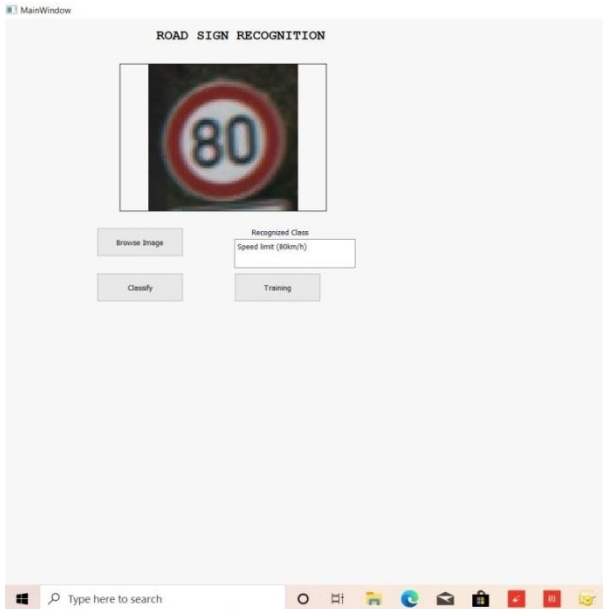 MainWindow
ROAD SIGN RECOGNITION
80
Browse Image
Recognized Class
Speed limit (80km/h)
Classify
Training
Type here to search